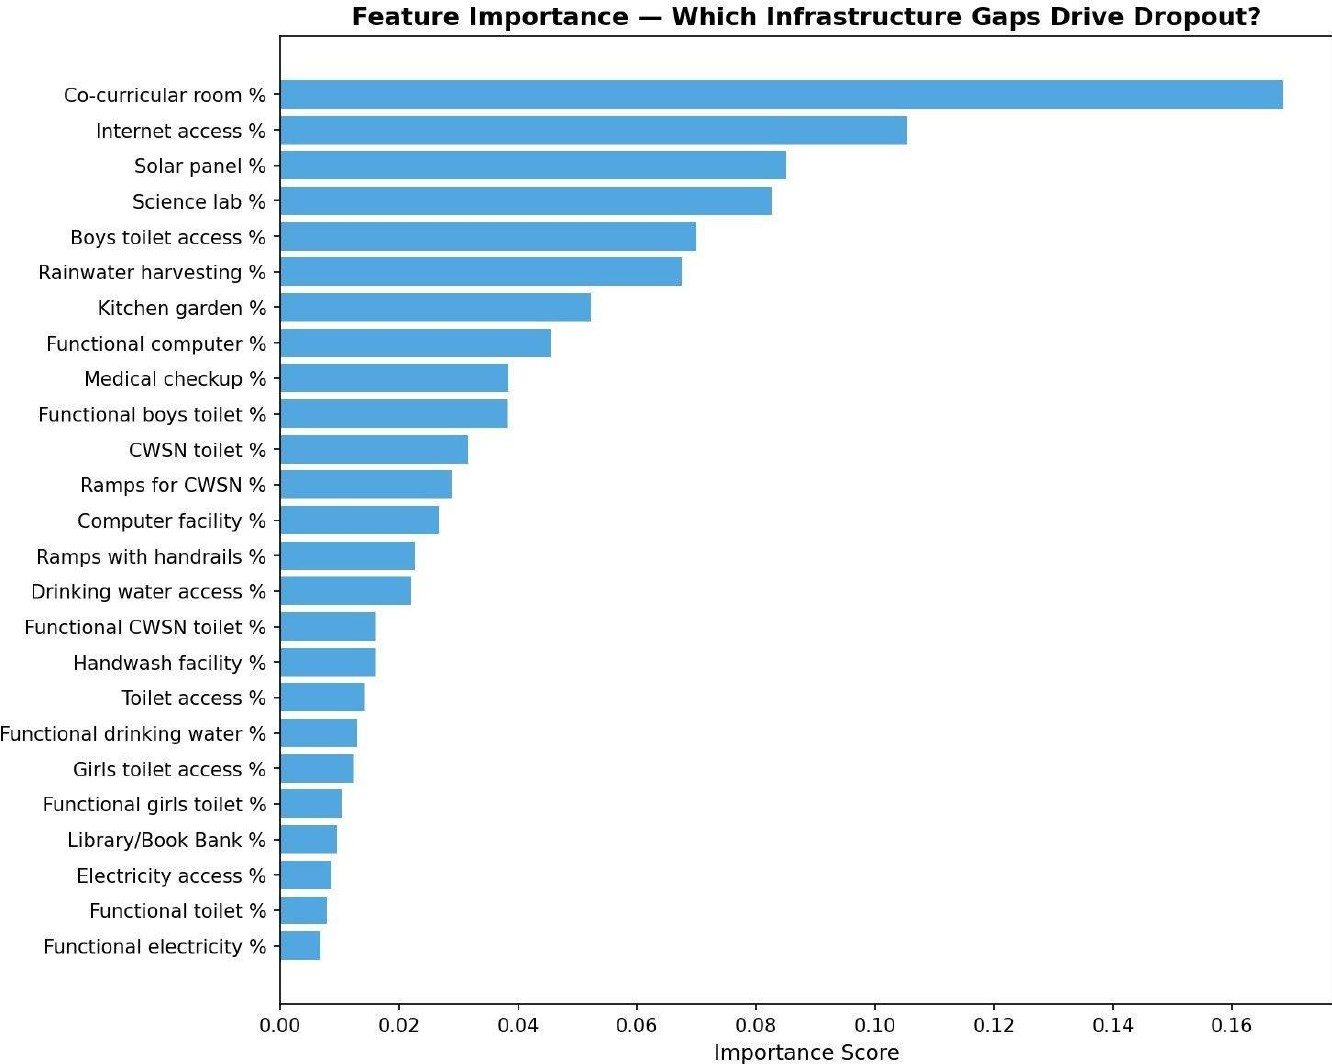 Feature Importance — Which Infrastructure Gaps Drive Dropout?
Co-curricular room %
Internet access %
Solar panel %
Science lab %
Boys toilet access %
Rainwater harvesting %
Kitchen garden %
Functional computer %
Medical checkup %
Functional boys toilet %
CWSN toilet %
Ramps for CWSN %
Computer facility %
Ramps with handrails %
Drinking water access %
Functional CWSN toilet %
Handwash facility %
Toilet access %
Functional drinking water %
Girls toilet access %
Functional girls toilet %
Library/Book Bank %
Electricity access %
Functional toilet %
Functional electricity %
0.00 0.02 0.04 0.06 0.08 0.10 0.12 0.14 0.16
Importance Score